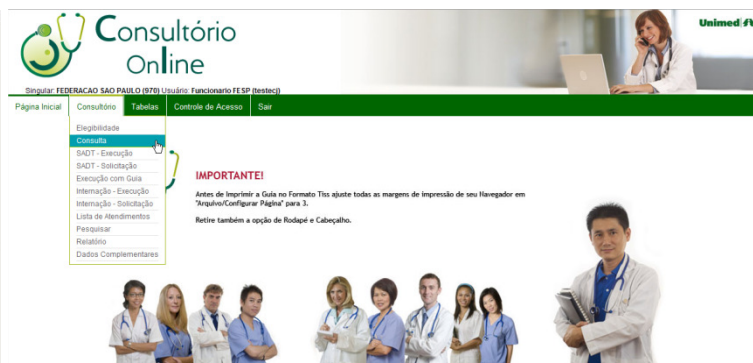 Consultório
Online
Unimed
Singular: FEDERACAO SAO PAULO (970) Usuário: Funcionario FESP (testecj)
Página Inicial Consultório Tabelas Controle de Acesso Sair
Elegibilidade
Consulta
SADT - Execução
SADT - Solicitação
Execução com Guia
Internação - Execução
Internação - Solicitação
Lista de Atendimentos
Pesquisar
Relatório
Dados Complementares
IMPORTANTE!
Antes de Imprimir a Guia no Formato Tiss ajuste todas as margens de impressão de seu Navegador em
"Arquivo/Configurar Página" para 3.
Retire também a opção de Rodapé e Cabeçalho.